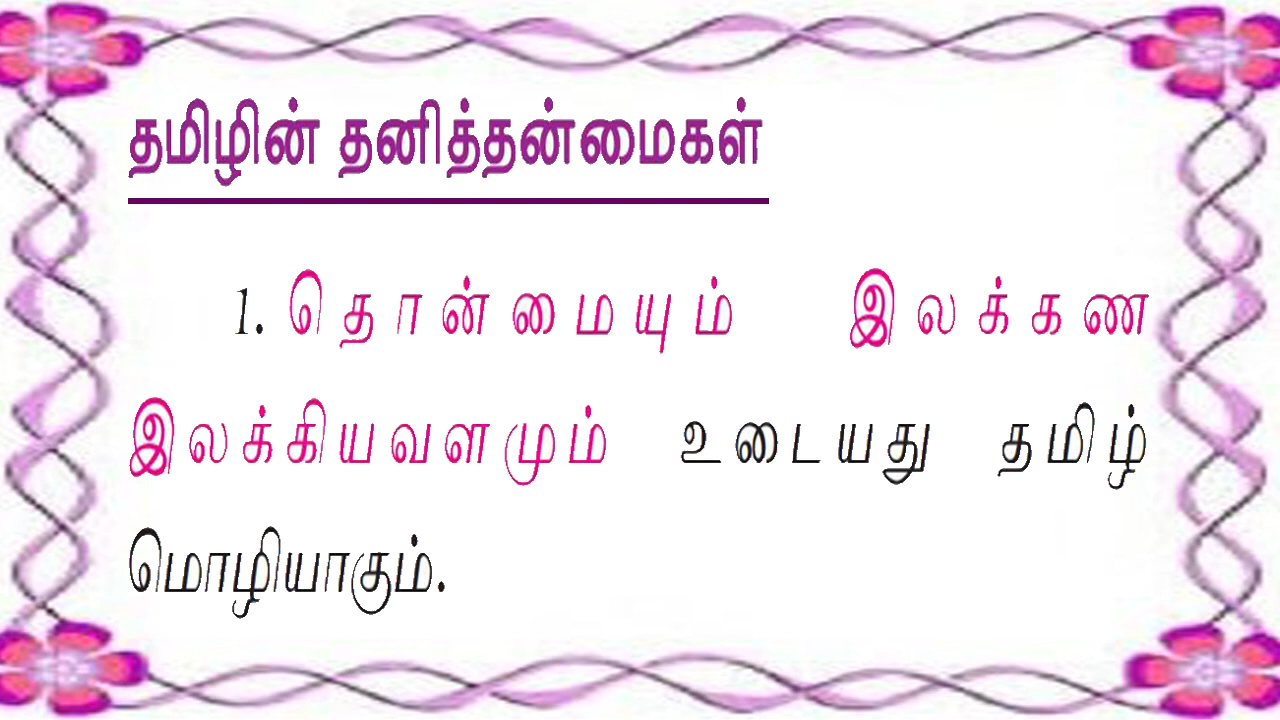 தமிழின் தனித்தன்மைகள்
1. தொன்மையும் இலக்கண
இலக்கியவளமும் உடையது தமிழ்
மொழியாகும்.